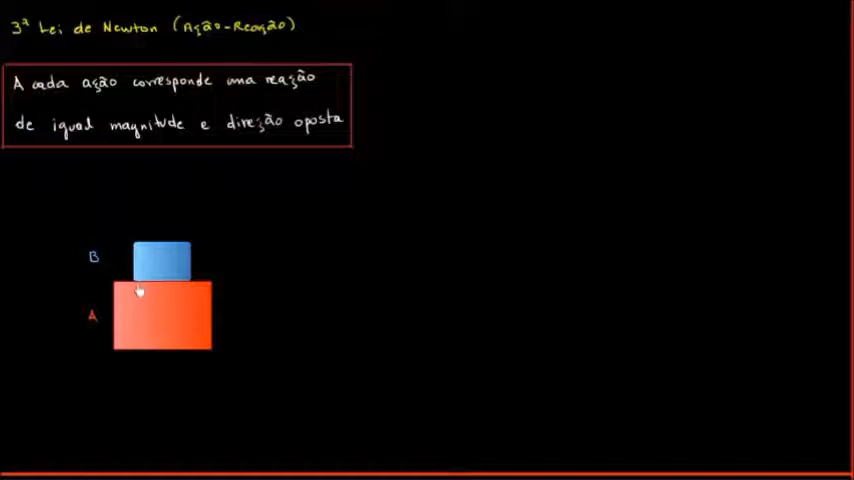 3ª Lei de Newton (Ação-Reação)
A cada ação corresponde uma reação
de igual magnitude e direção oposta
B
A